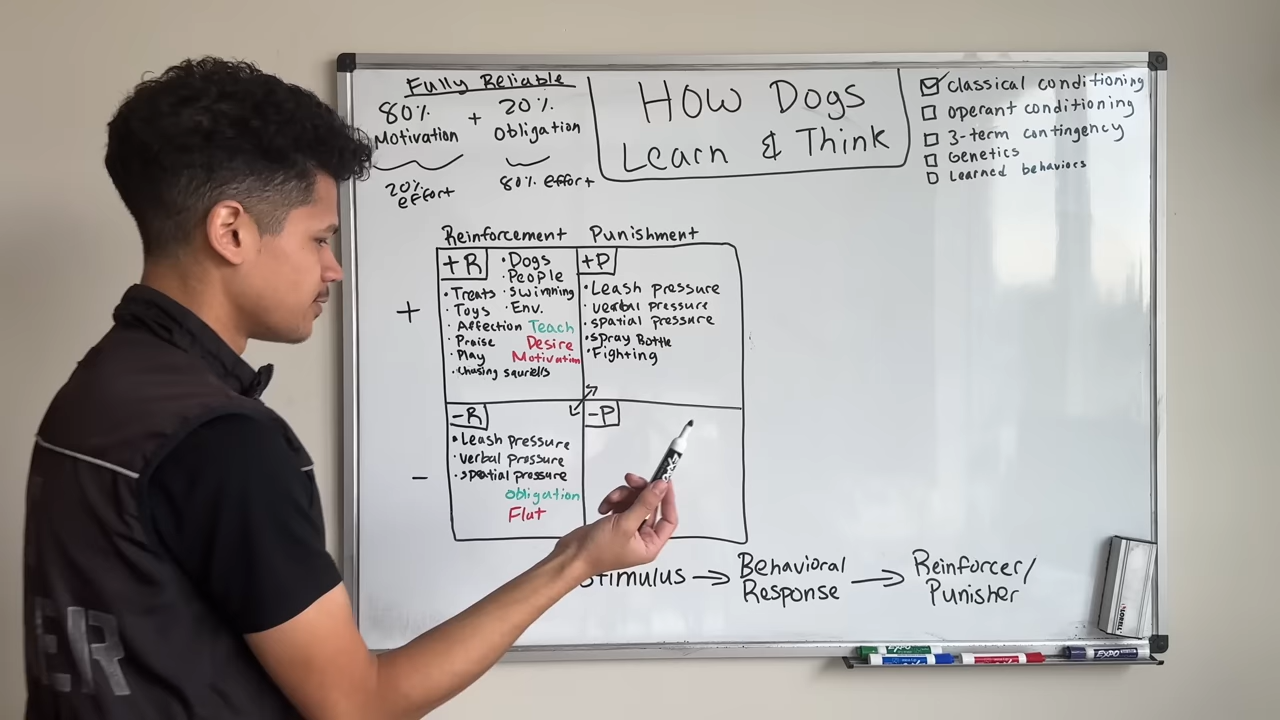 Fully Reliable
80% + 20%
Motivation Obligation
20% effort 80% effort
How Dogs
Learn & Think
classical conditioning
operant conditioning
3-term contingency
Genetics
Learned behaviors
Reinforcement Punishment
+
+R
• Dogs
• People
• Treats • Swimming
• Toys • Env.
• Affection Teach
• Praise Desire
• Play Motivation
• Chasing squriells
+P
• Leash pressure
• verbal pressure
• spatial pressure
• spray Bottle
• Fighting
-
-R
• Leash pressure
• verbal pressure
• spatial pressure
obligation
Flat
-P
Stimulus → Behavioral Response → Reinforcer/ Punisher
ER
EXPO
EXPO